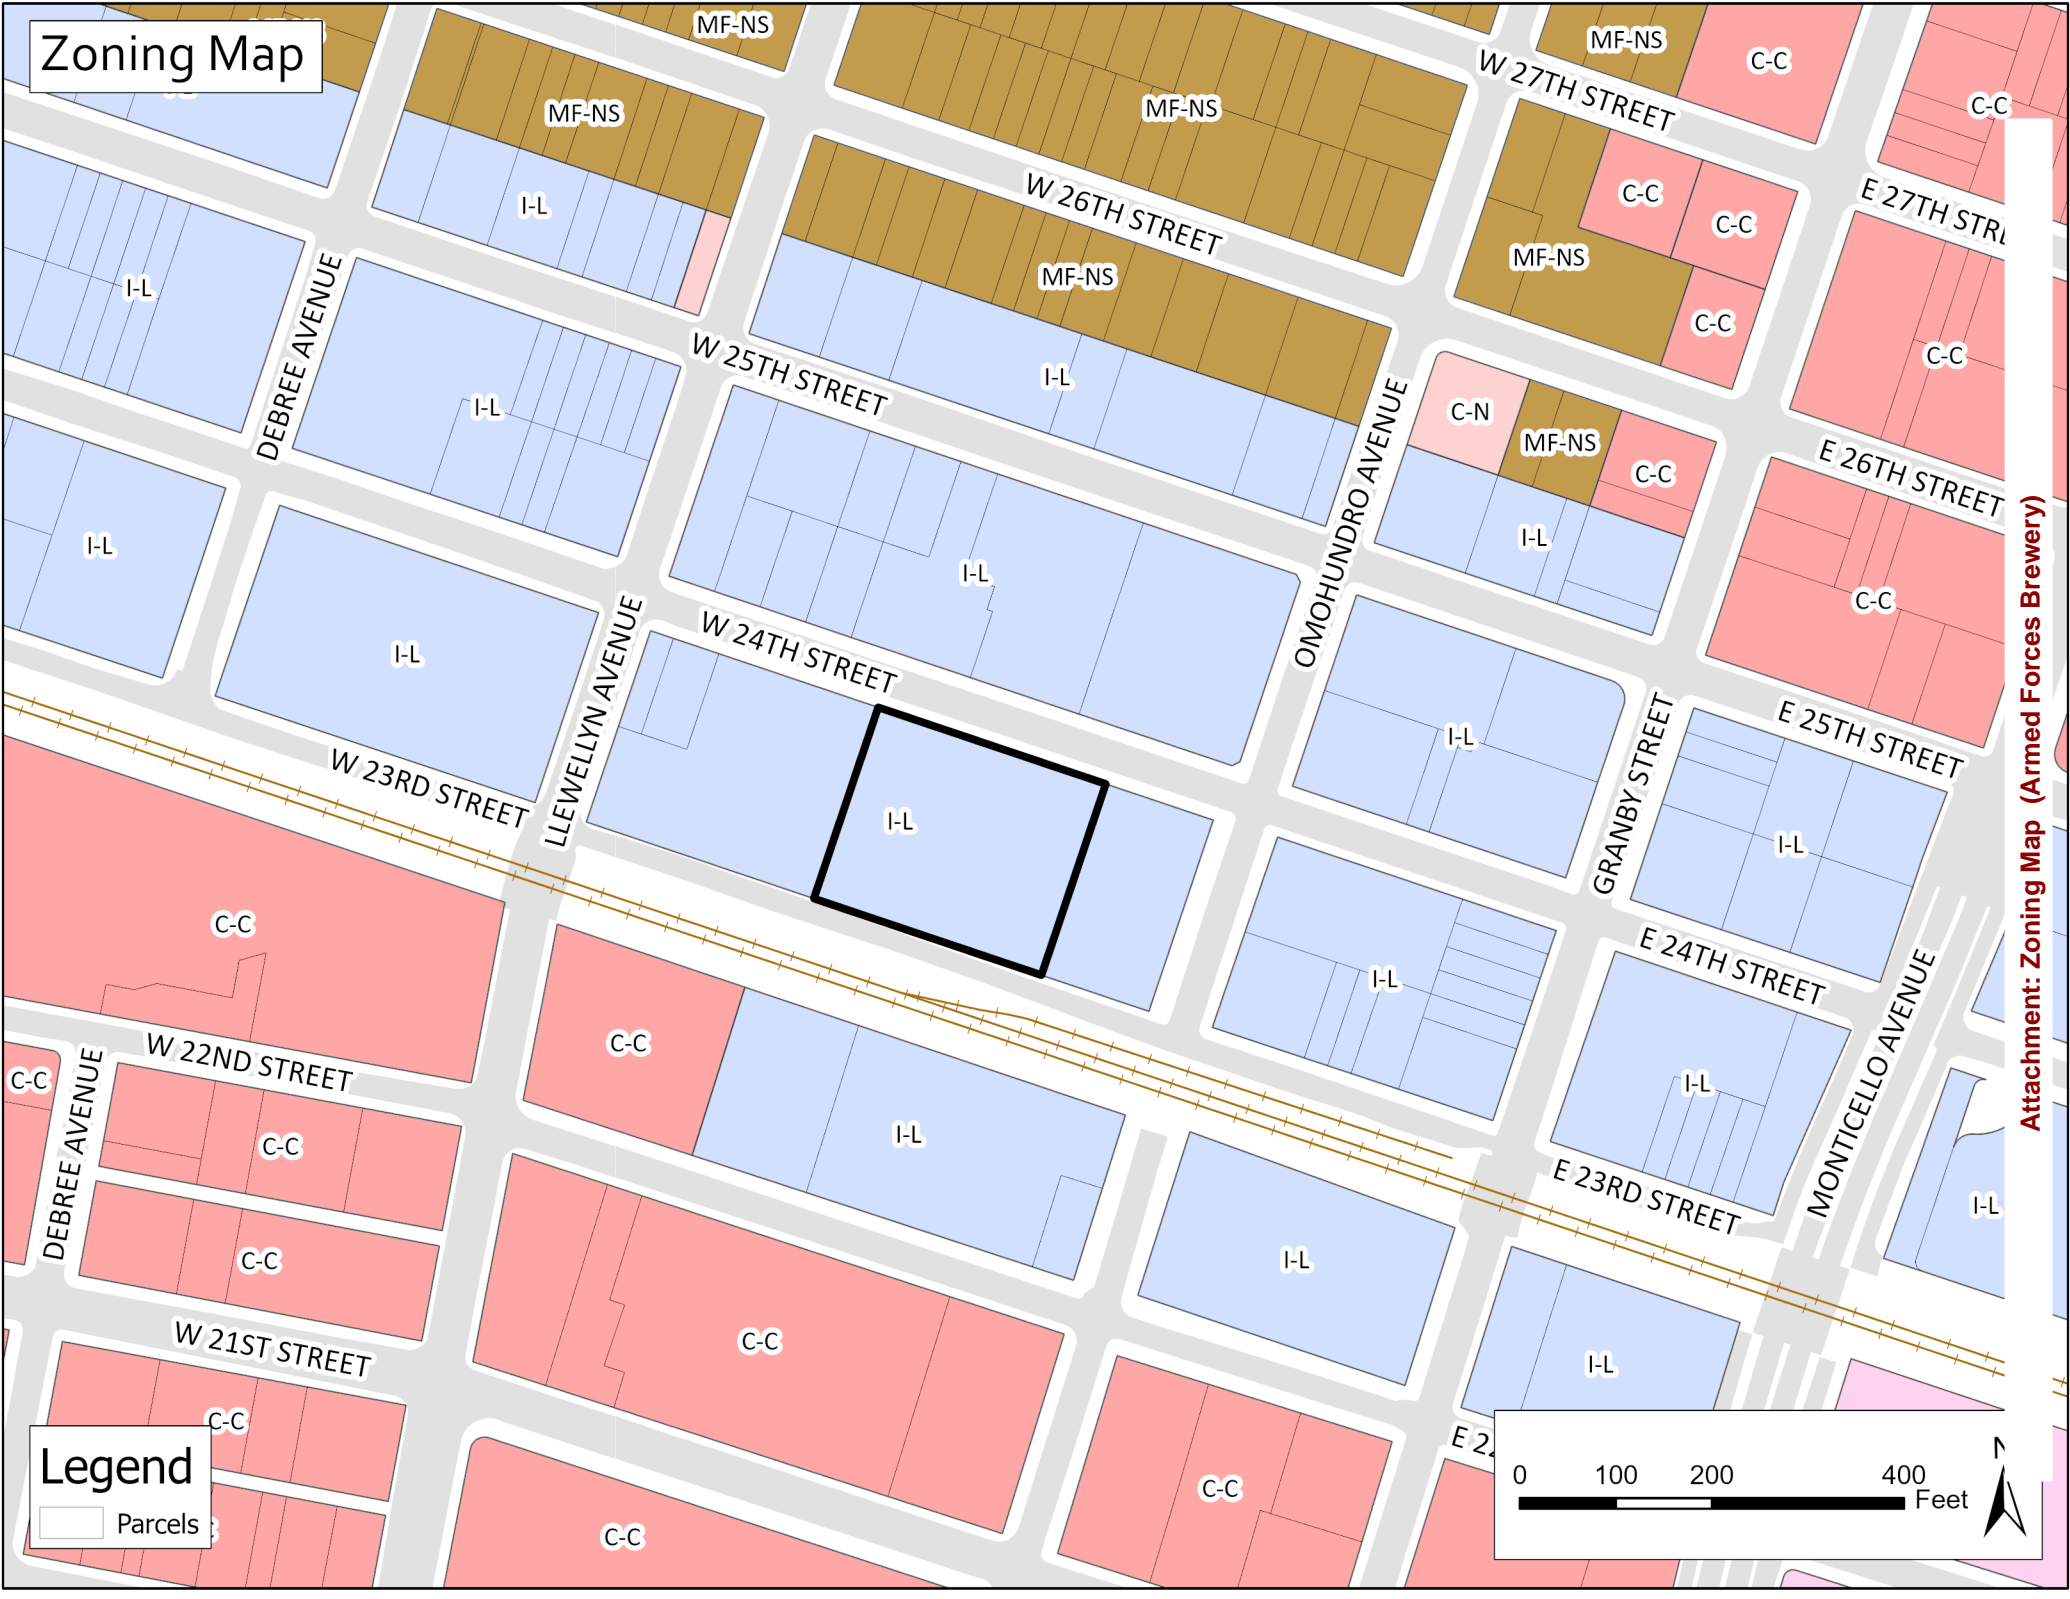 Zoning Map
MF-NS
MF-NS
C-C
W 27TH STREET
C-C
MF-NS
MF-NS
I-L
W 26TH STREET
C-C
C-C
E 27TH STRE
MF-NS
MF-NS
I-L
DEBREE AVENUE
C-C
W 25TH STREET
C-C
I-L
I-L
C-N
MF-NS
C-C
E 26TH STREET
OMOHUNDRO AVENUE
I-L
I-L
I-L
C-C
I-L
W 24TH STREET
LLEWELLYN AVENUE
I-L
I-L
E 25TH STREET
GRANBY STREET
W 23RD STREET
I-L
I-L
C-C
E 24TH STREET
I-L
MONTICELLO AVENUE
C-C
W 22ND STREET
C-C
DEBREE AVENUE
C-C
I-L
I-L
E 23RD STREET
I-L
C-C
I-L
W 21ST STREET
C-C
I-L
C-C
C-C
C-C
E 22
Attachment: Zoning Map (Armed Forces Brewery)
Legend
Parcels
0 100 200 400
Feet
N